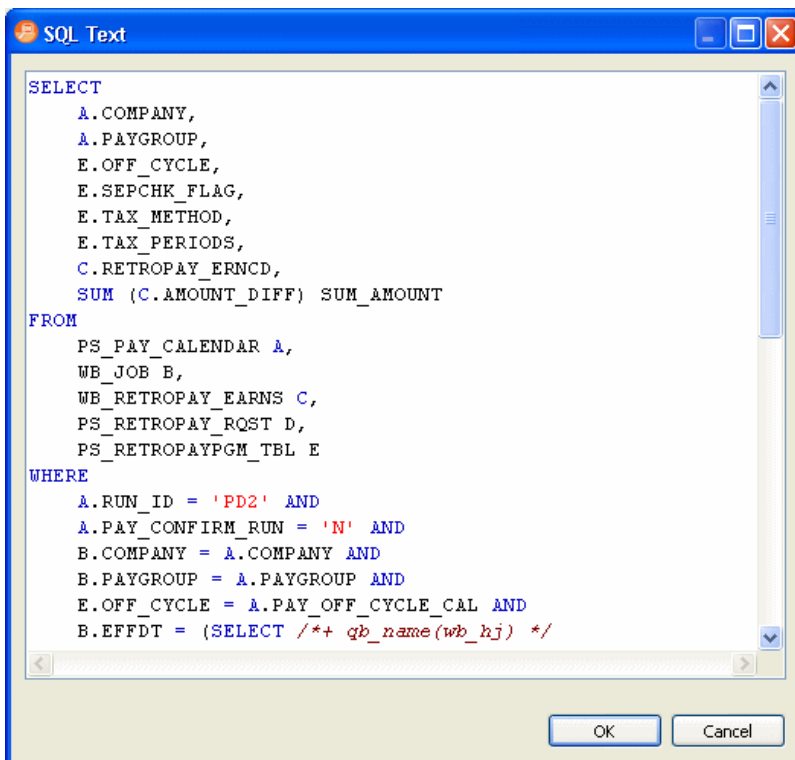 SQL Text
SELECT
A.COMPANY,
A.PAYGROUP,
E.OFF_CYCLE,
E.SEPCHK_FLAG,
E.TAX_METHOD,
E.TAX_PERIODS,
C.RETROPAY_ERNCD,
SUM (C.AMOUNT_DIFF) SUM_AMOUNT
FROM
PS_PAY_CALENDAR A,
WB_JOB B,
WB_RETROPAY_EARNS C,
PS_RETROPAY_RQST D,
PS_RETROPAYPGM_TBL E
WHERE
A.RUN_ID = 'PD2' AND
A.PAY_CONFIRM_RUN = 'N' AND
B.COMPANY = A.COMPANY AND
B.PAYGROUP = A.PAYGROUP AND
E.OFF_CYCLE = A.PAY_OFF_CYCLE_CAL AND
B.EFFDT = (SELECT /*+ qb_name(wb_hj) */
OK Cancel